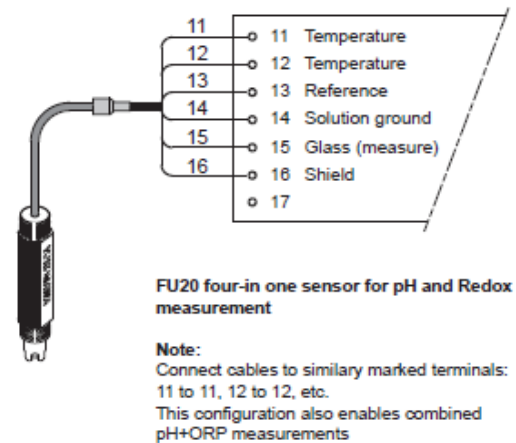 11
12
13
14
15
16
11 Temperature
12 Temperature
13 Reference
14 Solution ground
15 Glass (measure)
16 Shield
17
FU20 four-in one sensor for pH and Redox
measurement
Note:
Connect cables to similary marked terminals:
11 to 11, 12 to 12, etc.
This configuration also enables combined
pH+ORP measurements